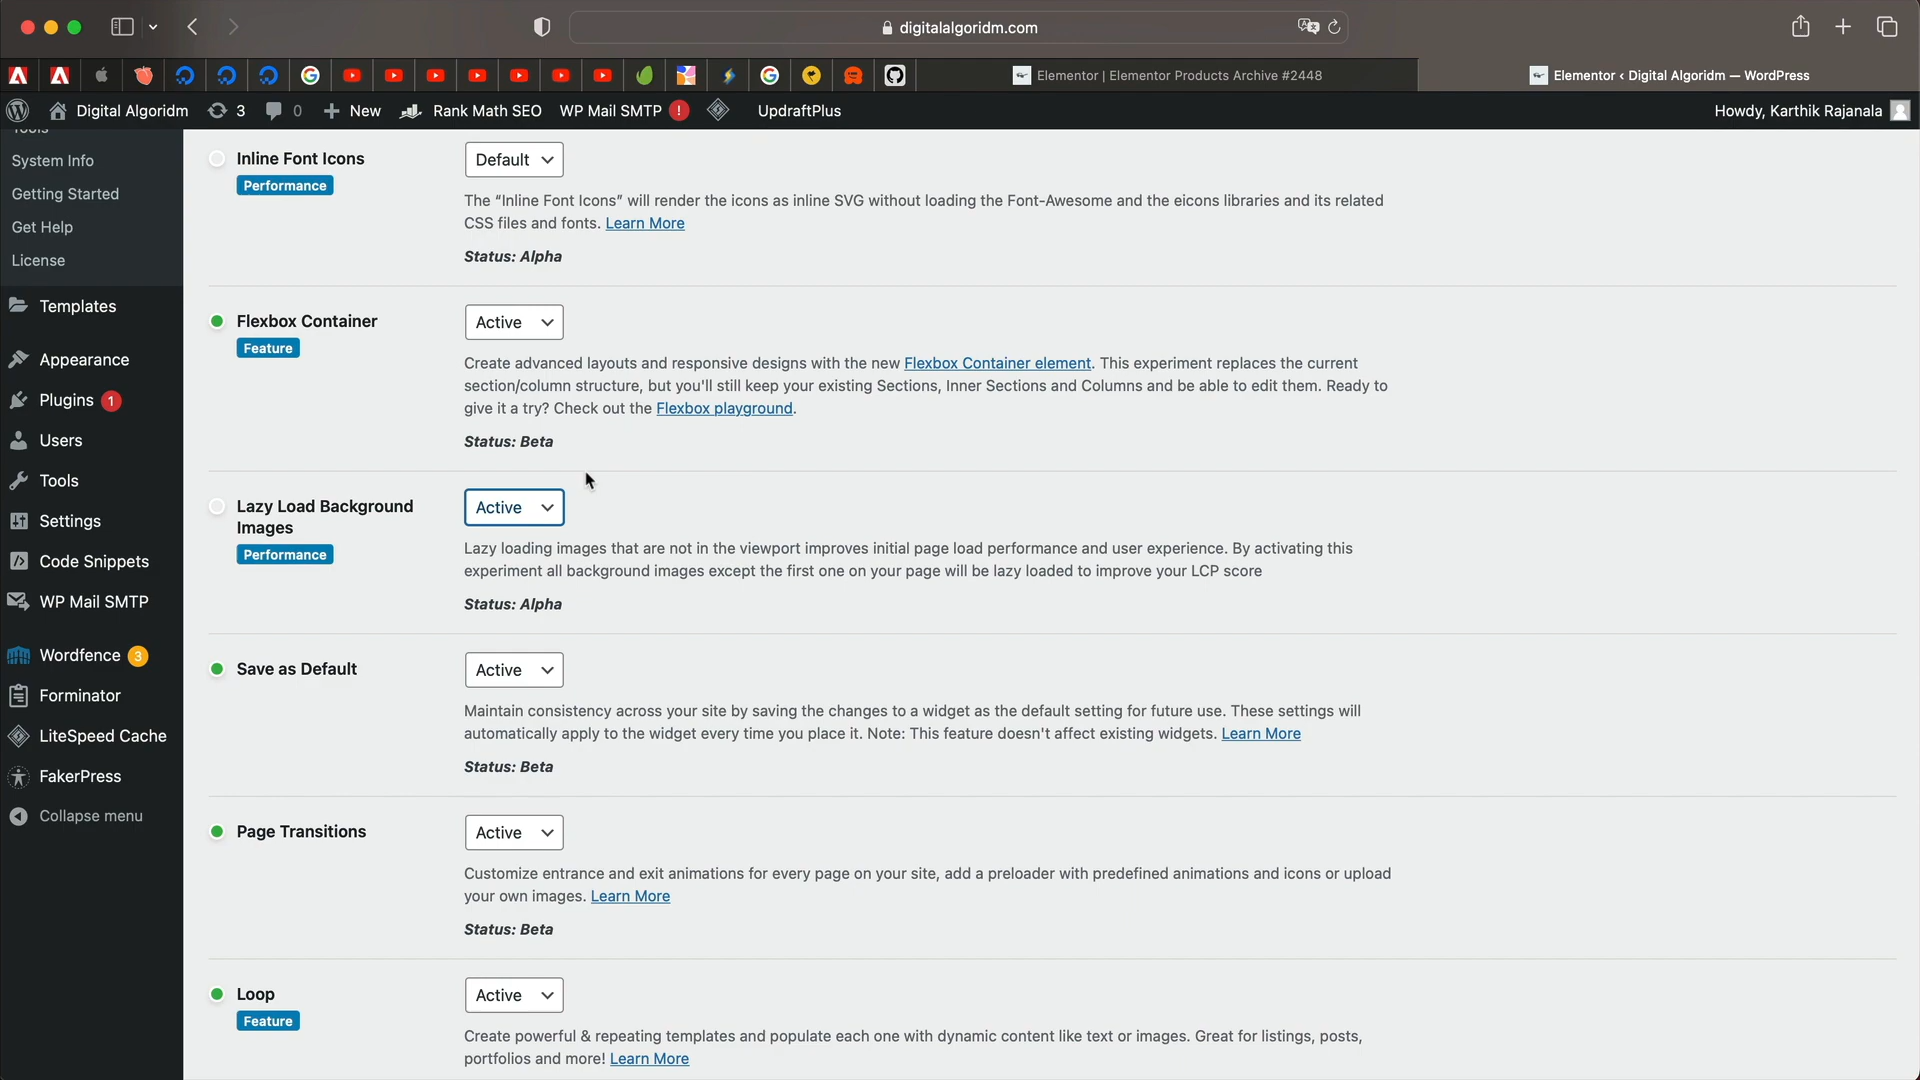 digitalalgoridm.com
Elementor | Elementor Products Archive #2448
Elementor < Digital Algoridm — WordPress
Digital Algoridm 3 0 New Rank Math SEO WP Mail SMTP ! UpdraftPlus Howdy, Karthik Rajanala
Tools
System Info
Getting Started
Get Help
License
Templates
Appearance
Plugins 1
Users
Tools
Settings
Code Snippets
WP Mail SMTP
Wordfence 3
Forminator
LiteSpeed Cache
FakerPress
Collapse menu
Inline Font Icons
Performance
Default
The “Inline Font Icons” will render the icons as inline SVG without loading the Font-Awesome and the eicons libraries and its related
CSS files and fonts. Learn More
Status: Alpha
Flexbox Container
Feature
Active
Create advanced layouts and responsive designs with the new Flexbox Container element. This experiment replaces the current
section/column structure, but you'll still keep your existing Sections, Inner Sections and Columns and be able to edit them. Ready to
give it a try? Check out the Flexbox playground.
Status: Beta
Lazy Load Background
Images
Performance
Active
Lazy loading images that are not in the viewport improves initial page load performance and user experience. By activating this
experiment all background images except the first one on your page will be lazy loaded to improve your LCP score
Status: Alpha
Save as Default
Active
Maintain consistency across your site by saving the changes to a widget as the default setting for future use. These settings will
automatically apply to the widget every time you place it. Note: This feature doesn't affect existing widgets. Learn More
Status: Beta
Page Transitions
Active
Customize entrance and exit animations for every page on your site, add a preloader with predefined animations and icons or upload
your own images. Learn More
Status: Beta
Loop
Feature
Active
Create powerful & repeating templates and populate each one with dynamic content like text or images. Great for listings, posts,
portfolios and more! Learn More